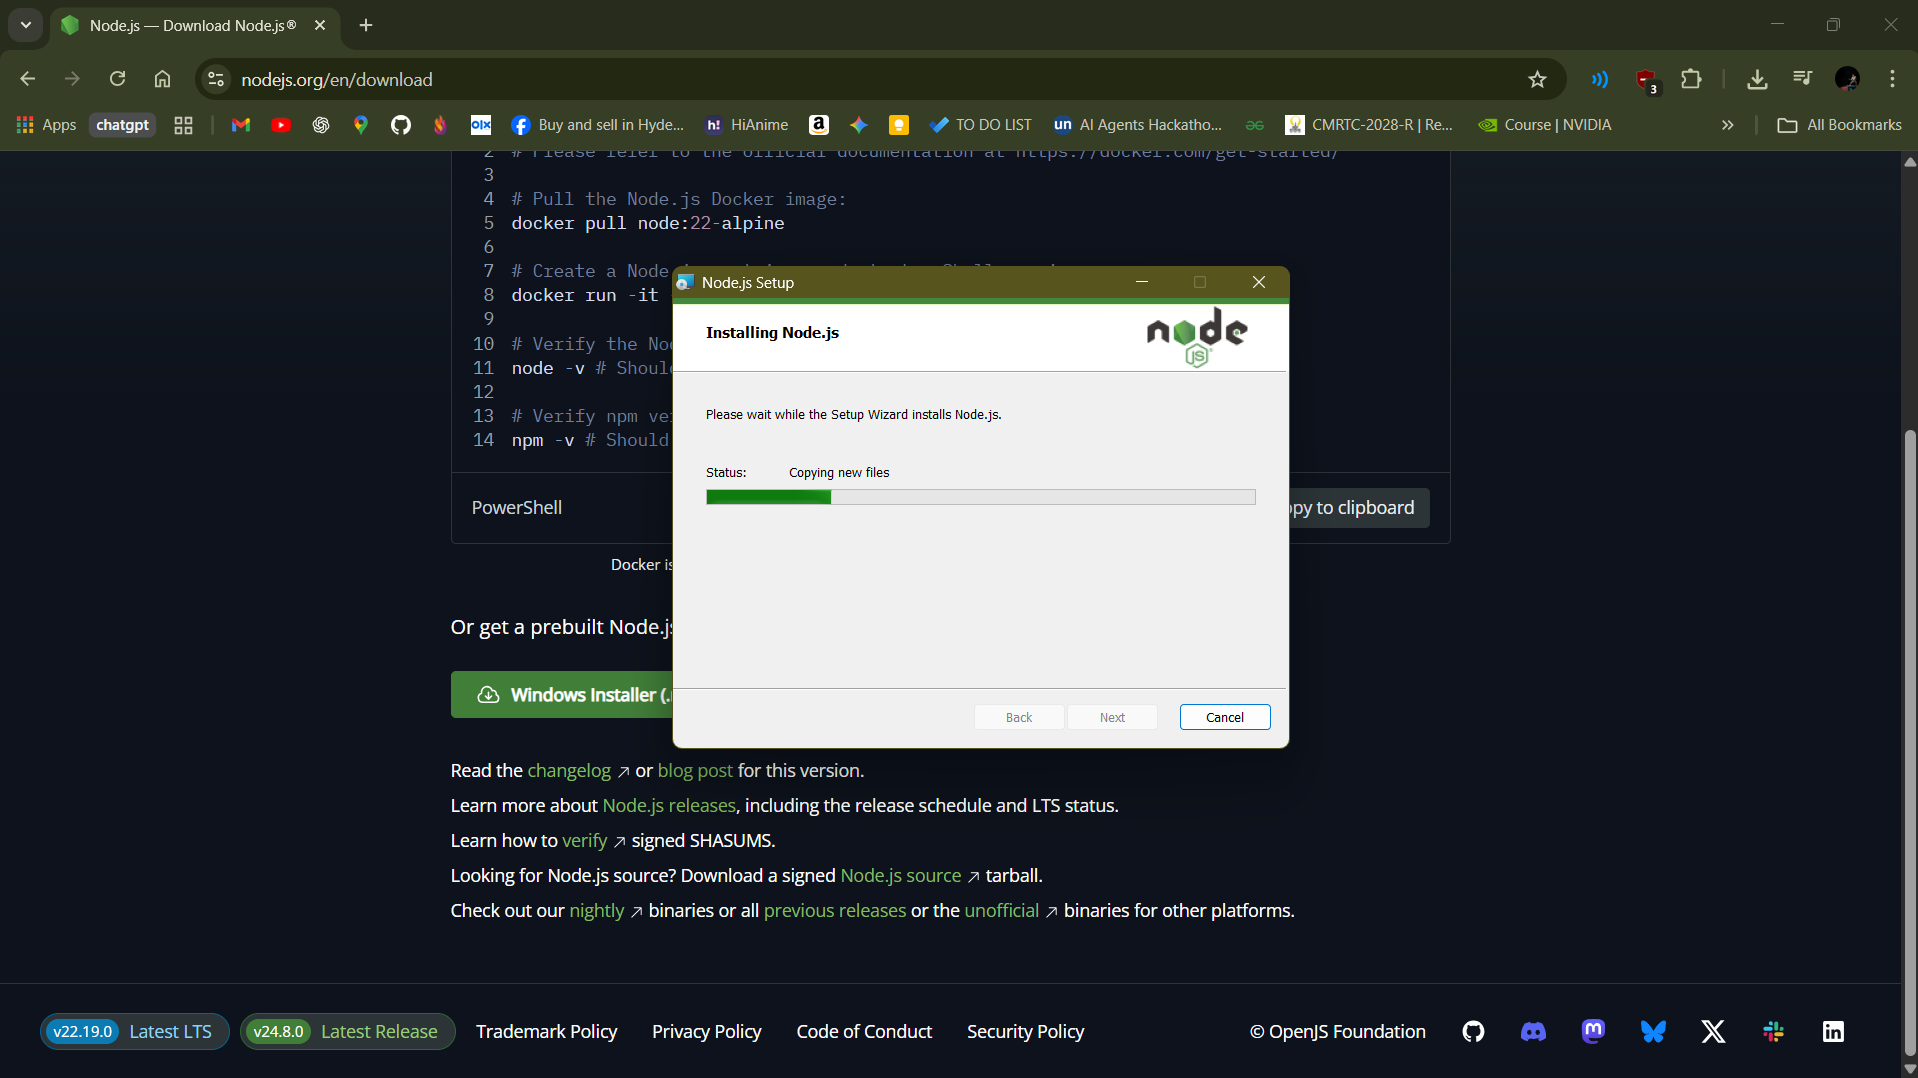 Node.js — Download Node.js®
nodejs.org/en/download
3
Apps
chatgpt
olx
Buy and sell in Hyde...
h!
HiAnime
a
TO DO LIST
un
AI Agents Hackatho...
CMRTC-2028-R | Re...
Course | NVIDIA
»
All Bookmarks
2 # Please refer to the official documentation at https://docker.com/get-started/
3
4 # Pull the Node.js Docker image:
5 docker pull node:22-alpine
6
7 # Create a Node
8 docker run -it
9
10 # Verify the No
11 node -v # Shoul
12
13 # Verify npm ve
14 npm -v # Should
PowerShell
py to clipboard
Docker is
Or get a prebuilt Node.js
Windows Installer (.
Node.js Setup
Installing Node.js
node
JS
Please wait while the Setup Wizard installs Node.js.
Status: Copying new files
Back
Next
Cancel
Read the changelog ↗ or blog post for this version.
Learn more about Node.js releases, including the release schedule and LTS status.
Learn how to verify ↗ signed SHASUMS.
Looking for Node.js source? Download a signed Node.js source ↗ tarball.
Check out our nightly ↗ binaries or all previous releases or the unofficial ↗ binaries for other platforms.
v22.19.0 Latest LTS
v24.8.0 Latest Release
Trademark Policy
Privacy Policy
Code of Conduct
Security Policy
© OpenJS Foundation